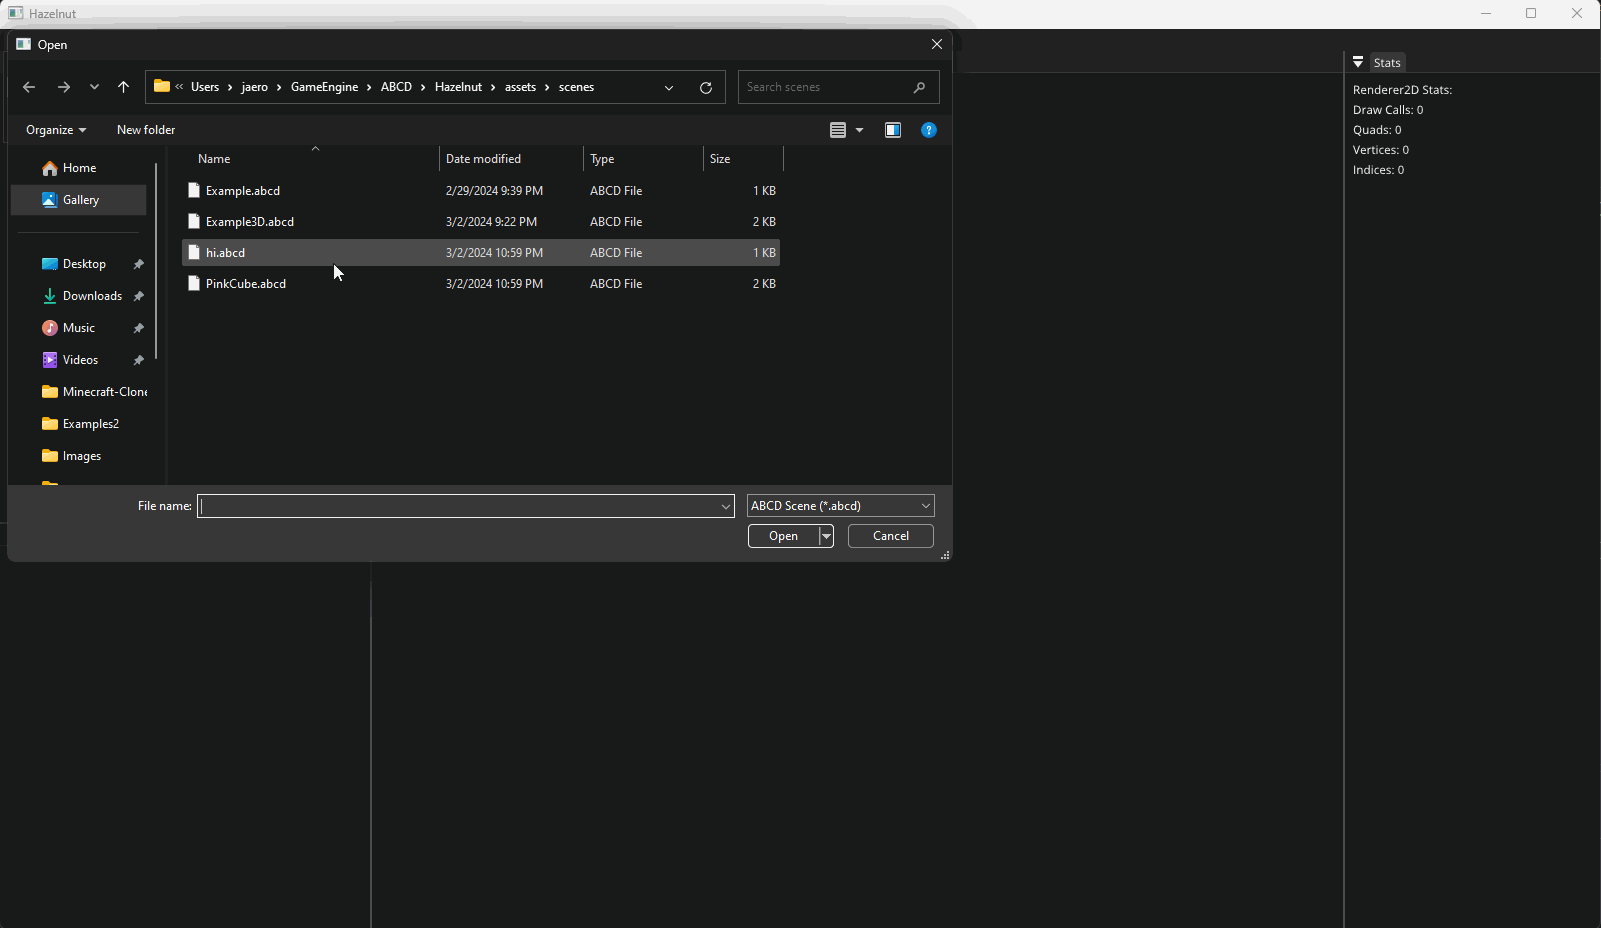 Hazelnut
Open
« Users › jaero › GameEngine › ABCD › Hazelnut › assets › scenes
Search scenes
Organize
New folder
Home
Gallery
Desktop
Downloads
Music
Videos
Minecraft-Clone
Examples2
Images
Name Date modified Type Size
Example.abcd 2/29/2024 9:39 PM ABCD File 1 KB
Example3D.abcd 3/2/2024 9:22 PM ABCD File 2 KB
hi.abcd 3/2/2024 10:59 PM ABCD File 1 KB
PinkCube.abcd 3/2/2024 10:59 PM ABCD File 2 KB
File name:
ABCD Scene (*.abcd)
Open
Cancel
Stats
Renderer2D Stats:
Draw Calls: 0
Quads: 0
Vertices: 0
Indices: 0